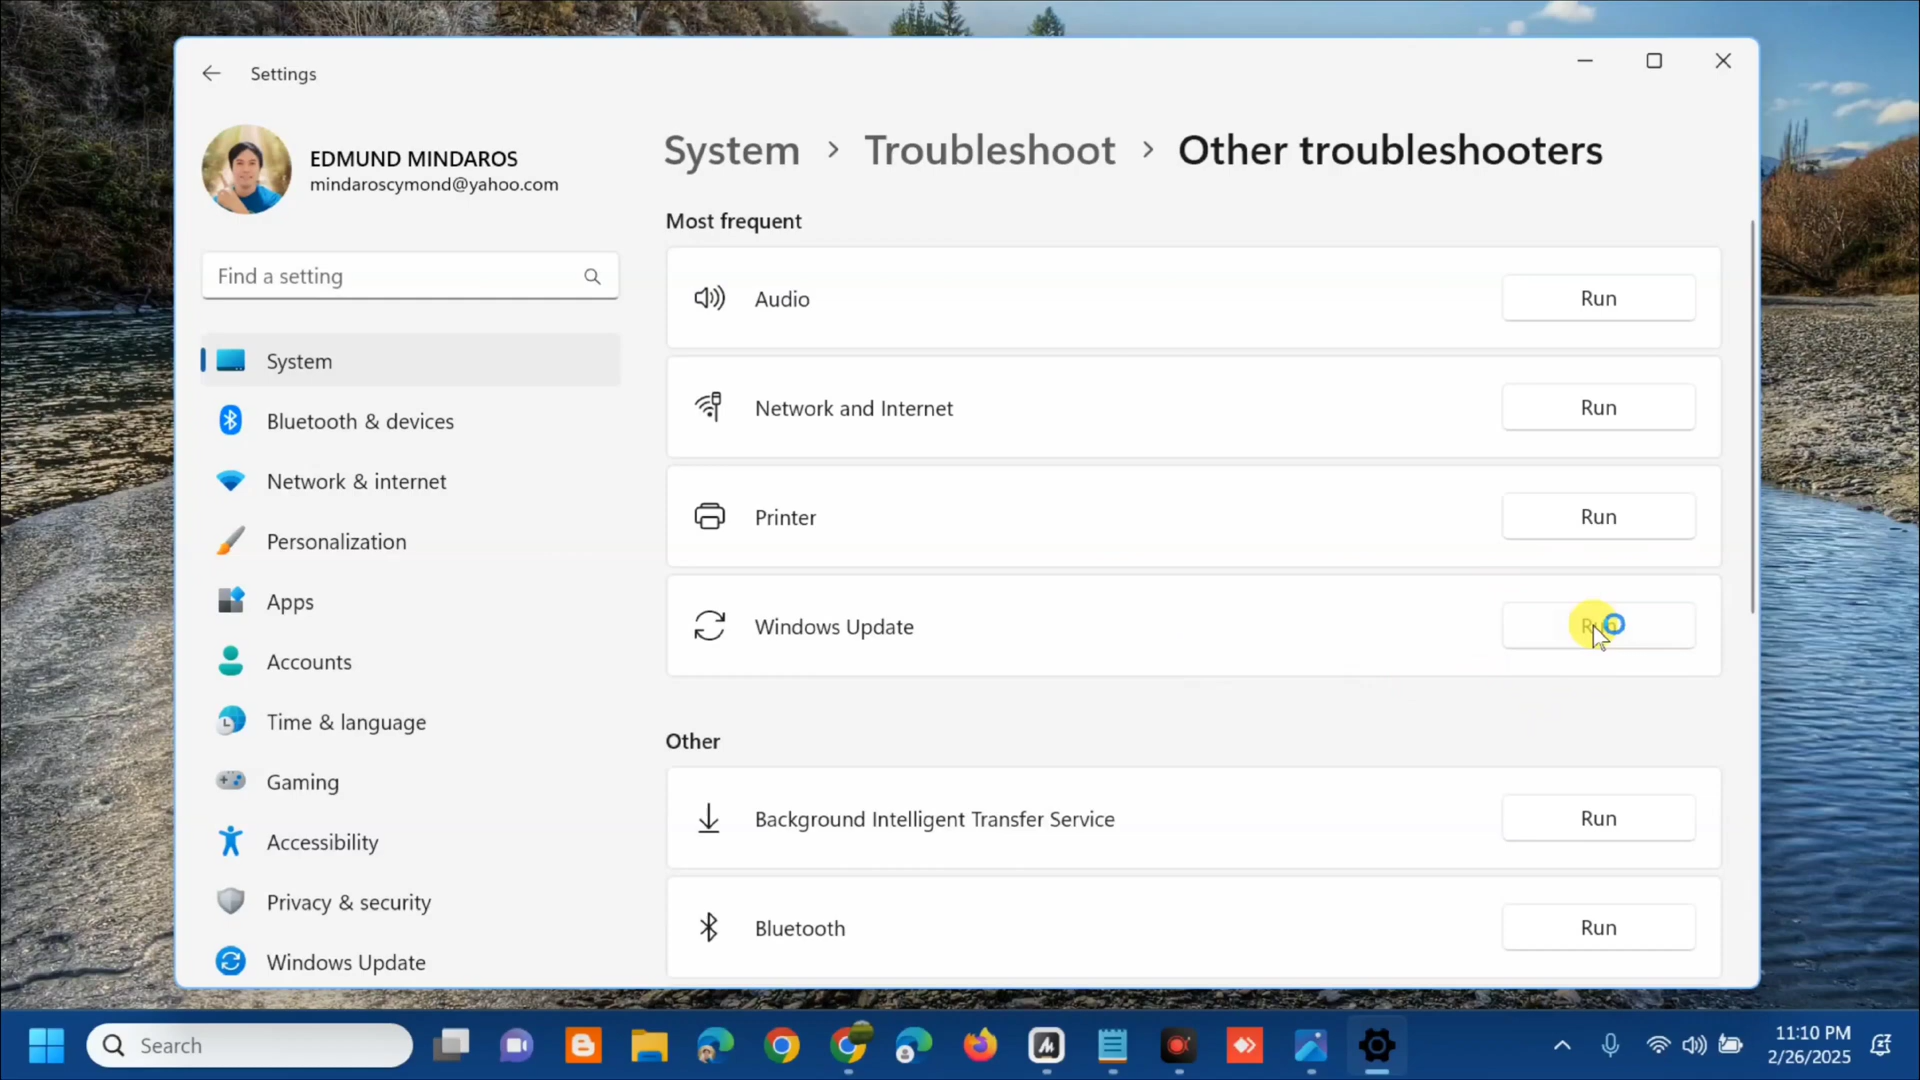 Settings
EDMUND MINDAROS
mindaroscymond@yahoo.com
Find a setting
System
Bluetooth & devices
Network & internet
Personalization
Apps
Accounts
Time & language
Gaming
Accessibility
Privacy & security
Windows Update
System > Troubleshoot > Other troubleshooters
Most frequent
Audio Run
Network and Internet Run
Printer Run
Windows Update Run
Other
Background Intelligent Transfer Service Run
Bluetooth Run
Search
11:10 PM
2/26/2025